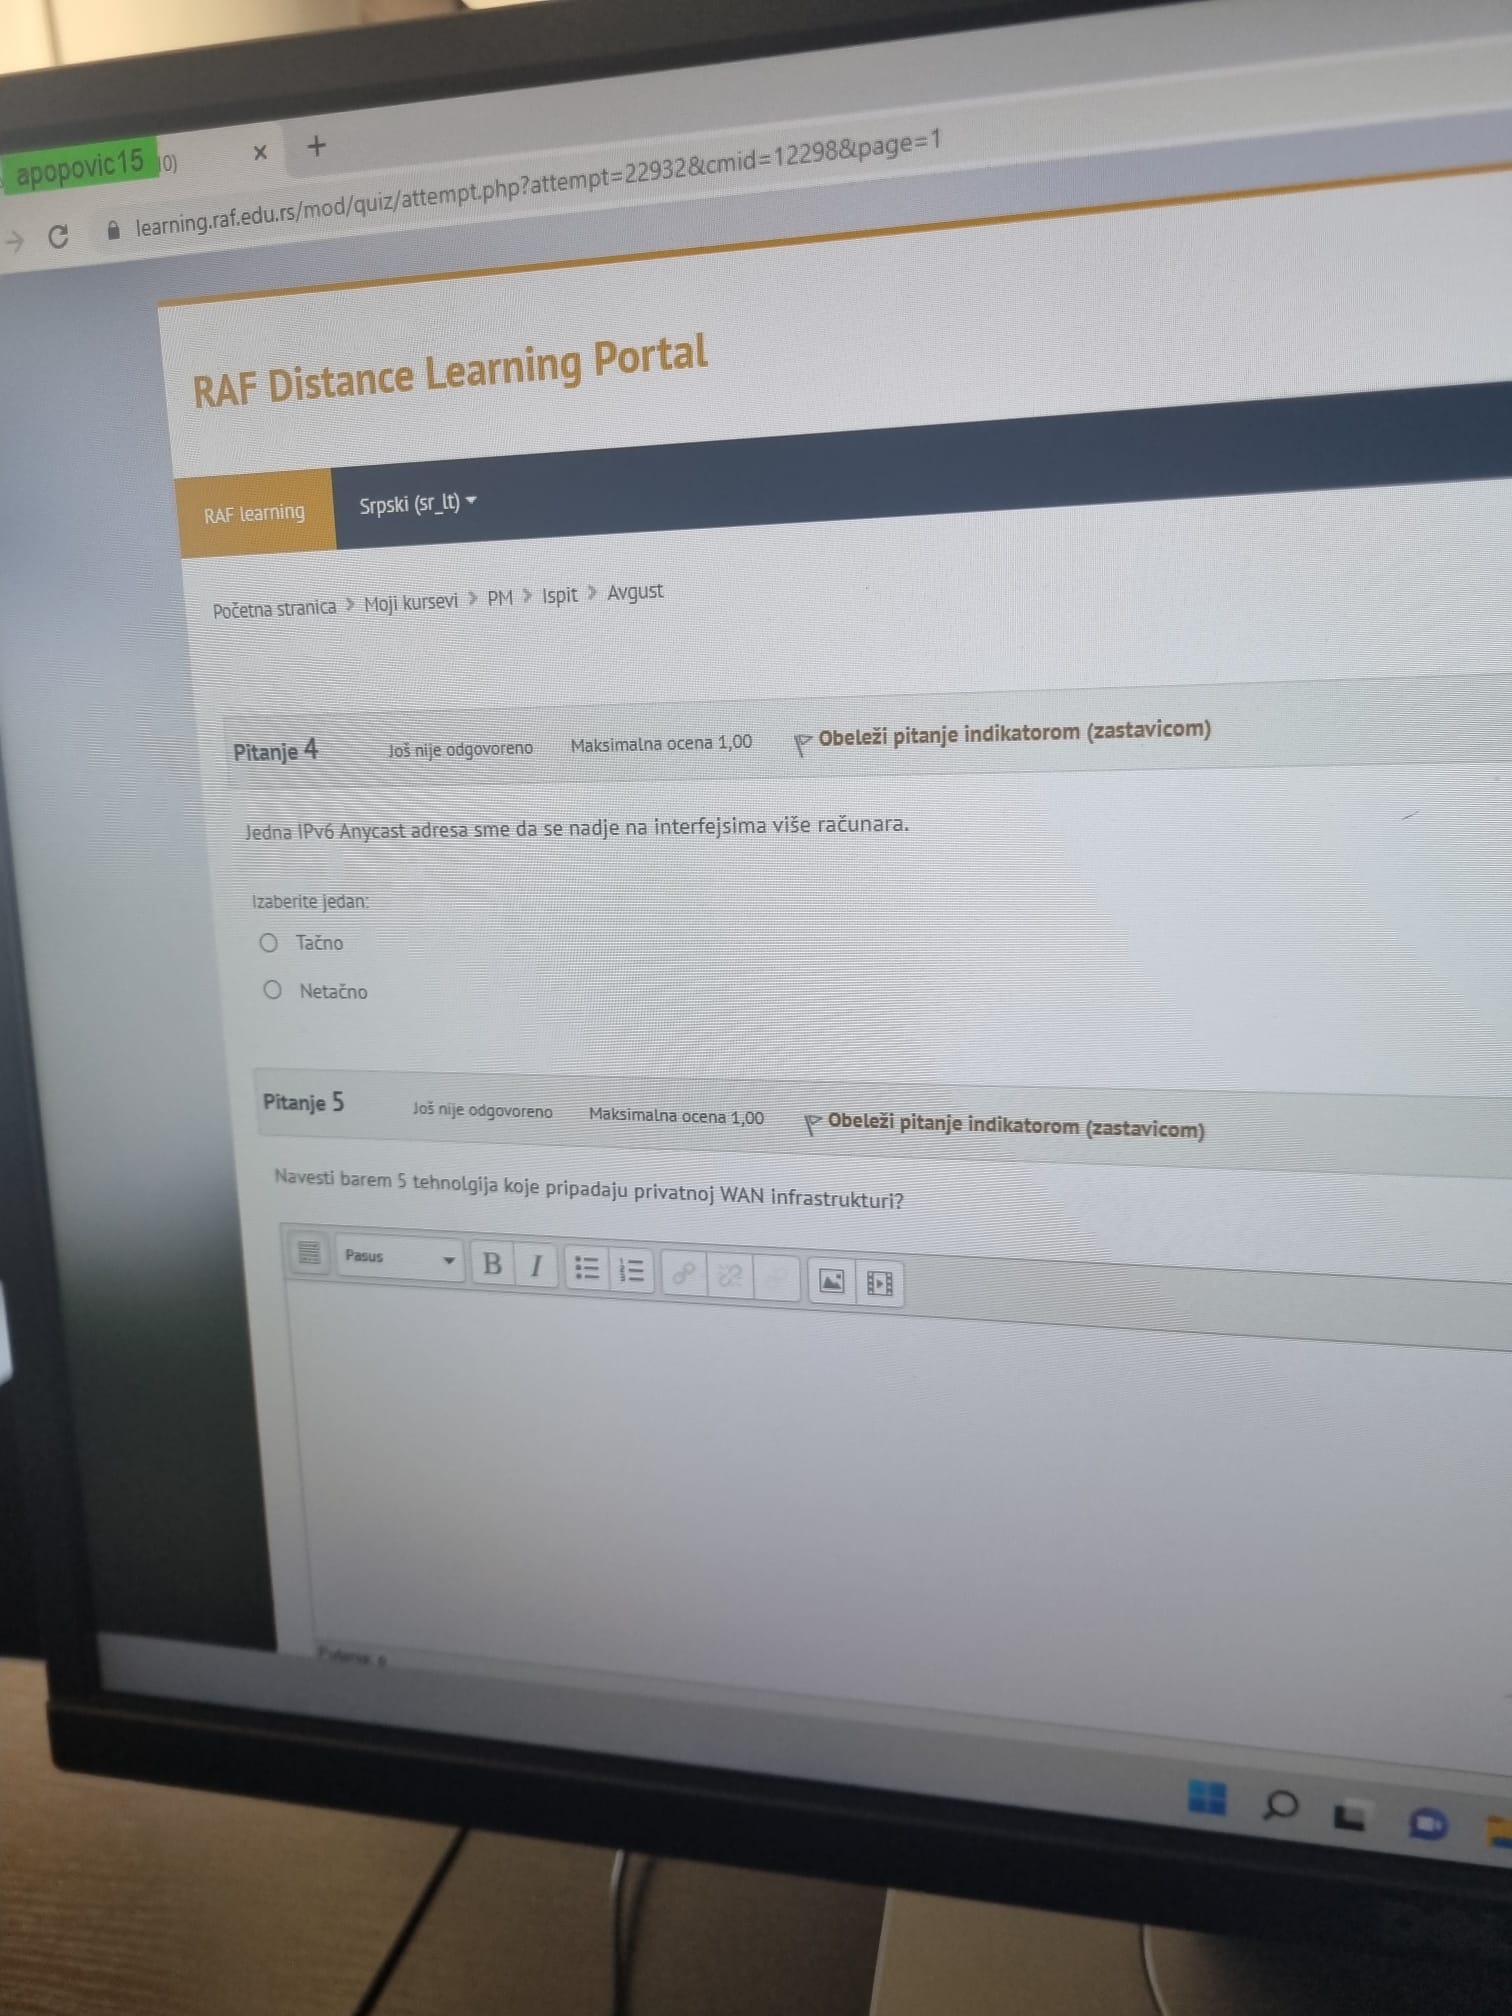 apopovic15 10)
learning.raf.edu.rs/mod/quiz/attempt.php?attempt=22932&cmid=12298&page=1
RAF Distance Learning Portal
RAF learning Srpski (sr_lt)
Početna stranica > Moji kursevi > PM > Ispit > Avgust
Pitanje 4 Još nije odgovoreno Maksimalna ocena 1,00 Obeleži pitanje indikatorom (zastavicom)
Jedna IPv6 Anycast adresa sme da se nadje na interfejsima više računara.
Izaberite jedan:
Tačno
Netačno
Pitanje 5 Još nije odgovoreno Maksimalna ocena 1,00 Obeleži pitanje indikatorom (zastavicom)
Navesti barem 5 tehnolgija koje pripadaju privatnoj WAN infrastrukturi?
Pasus B I